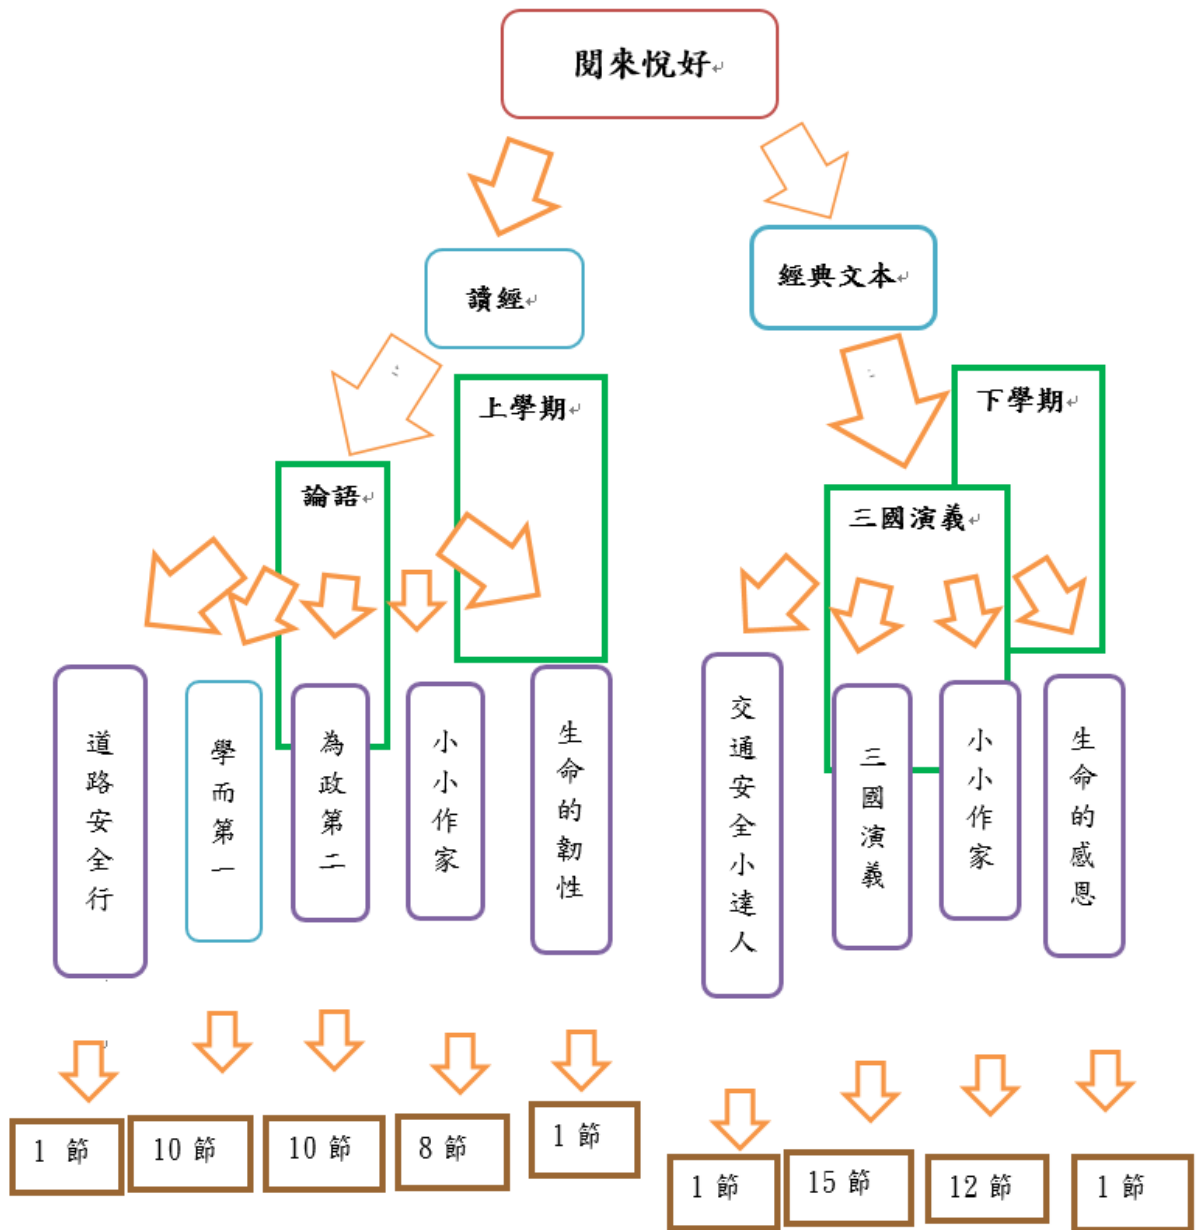 閱來悅好
讀經
經典文本
上學期
下學期
論語
三國演義
道路安全行
學而第一
為政第二
小小作家
生命的韌性
交通安全小達人
三國演義
小小作家
生命的感恩
1 節
10 節
10 節
8 節
1 節
1 節
15 節
12 節
1 節